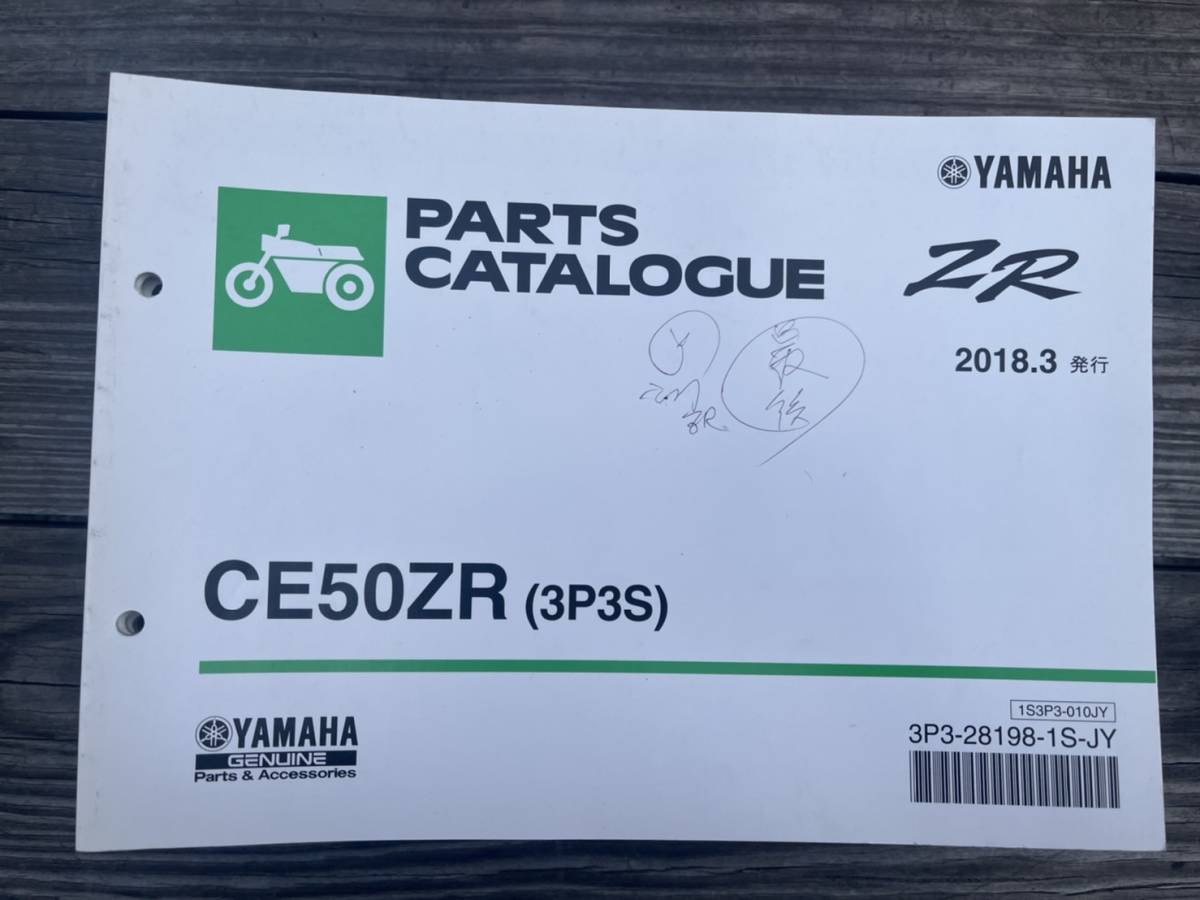 YAMAHA
PARTS
CATALOGUE
ZR
2018.3 発行
最後
CE50ZR (3P3S)
YAMAHA
GENUINE
Parts & Accessories
1S3P3-010JY
3P3-28198-1S-JY